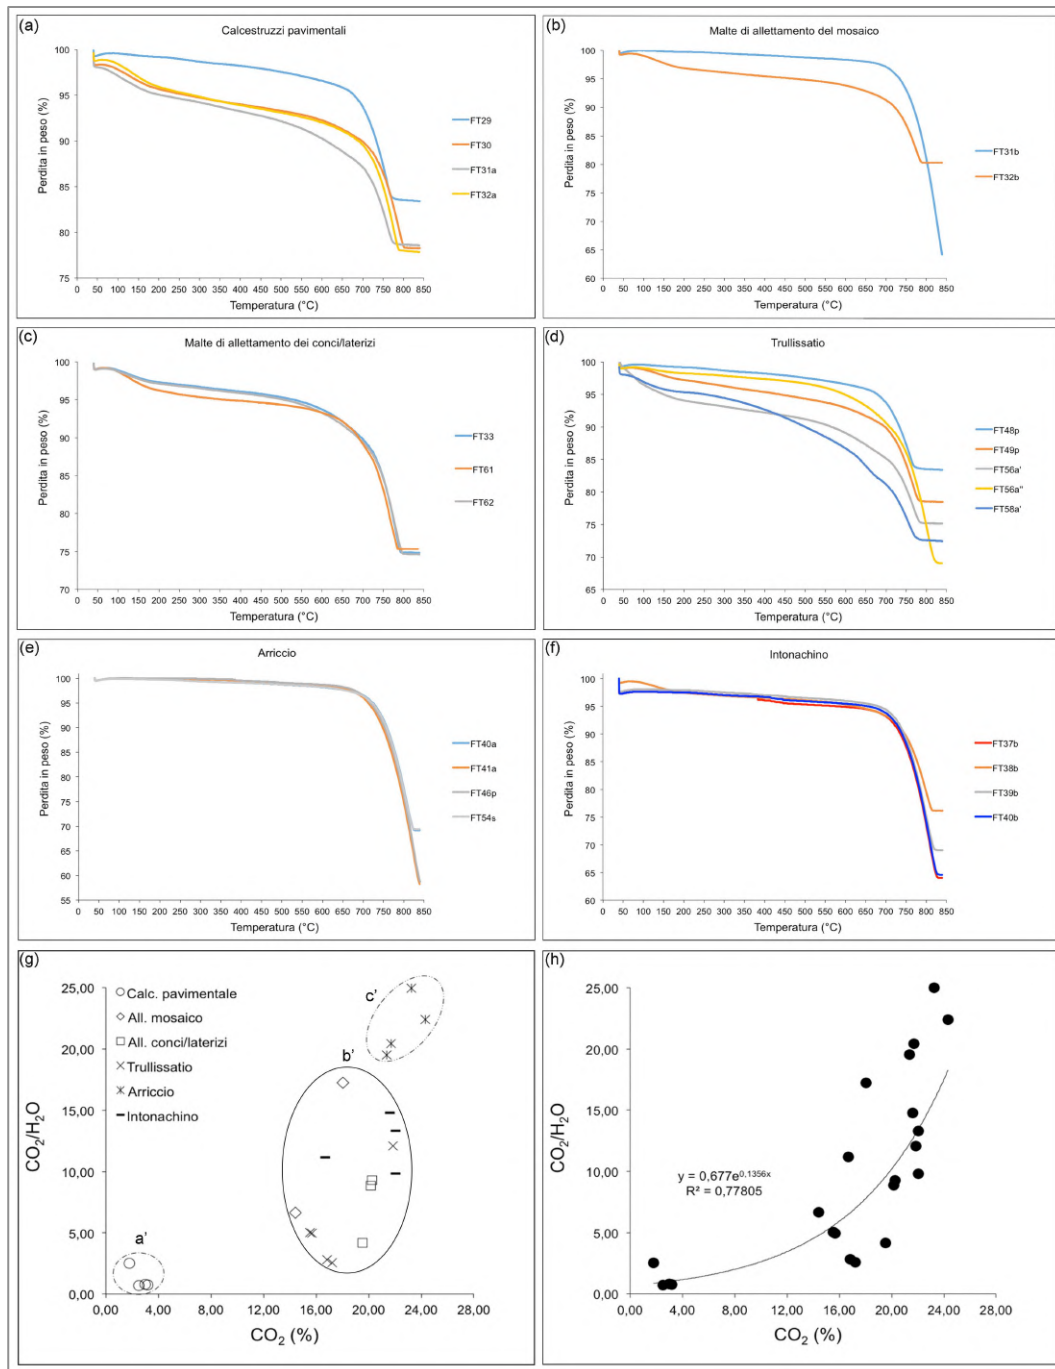 (a)
Calcestruzzi pavimentali
Perdita in peso (%)
100
95
90
85
80
75
0 50 100 150 200 250 300 350 400 450 500 550 600 650 700 750 800 850
Temperatura (°C)
FT29
FT30
FT31a
FT32a
(b)
Malte di allettamento del mosaico
Perdita in peso (%)
100
95
90
85
80
75
70
65
60
0 50 100 150 200 250 300 350 400 450 500 550 600 650 700 750 800 850
Temperatura (°C)
FT31b
FT32b
(c)
Malte di allettamento dei conci/laterizi
Perdita in peso (%)
100
95
90
85
80
75
70
0 50 100 150 200 250 300 350 400 450 500 550 600 650 700 750 800 850
Temperatura (°C)
FT33
FT61
FT62
(d)
Trullissatio
Perdita in peso (%)
100
95
90
85
80
75
70
65
0 50 100 150 200 250 300 350 400 450 500 550 600 650 700 750 800 850
Temperatura (°C)
FT48p
FT49p
FT56a'
FT56a"
FT58a'
(e)
Arriccio
Perdita in peso (%)
100
95
90
85
80
75
70
65
60
55
0 50 100 150 200 250 300 350 400 450 500 550 600 650 700 750 800 850
Temperatura (°C)
FT40a
FT41a
FT46p
FT54s
(f)
Intonachino
Perdita in peso (%)
100
95
90
85
80
75
70
65
60
0 50 100 150 200 250 300 350 400 450 500 550 600 650 700 750 800 850
Temperatura (°C)
FT37b
FT38b
FT39b
FT40b
(g)
CO₂/H₂O
25,00
20,00
15,00
10,00
5,00
0,00
0,00 4,00 8,00 12,00 16,00 20,00 24,00 28,00
CO₂ (%)
Calc. pavimentale
All. mosaico
All. conci/laterizi
Trullissatio
Arriccio
Intonachino
a'
b'
c'
(h)
CO₂/H₂O
25,00
20,00
15,00
10,00
5,00
0,00
0,00 4,00 8,00 12,00 16,00 20,00 24,00 28,00
CO₂ (%)
y = 0,677e^0,1356x
R² = 0,77805